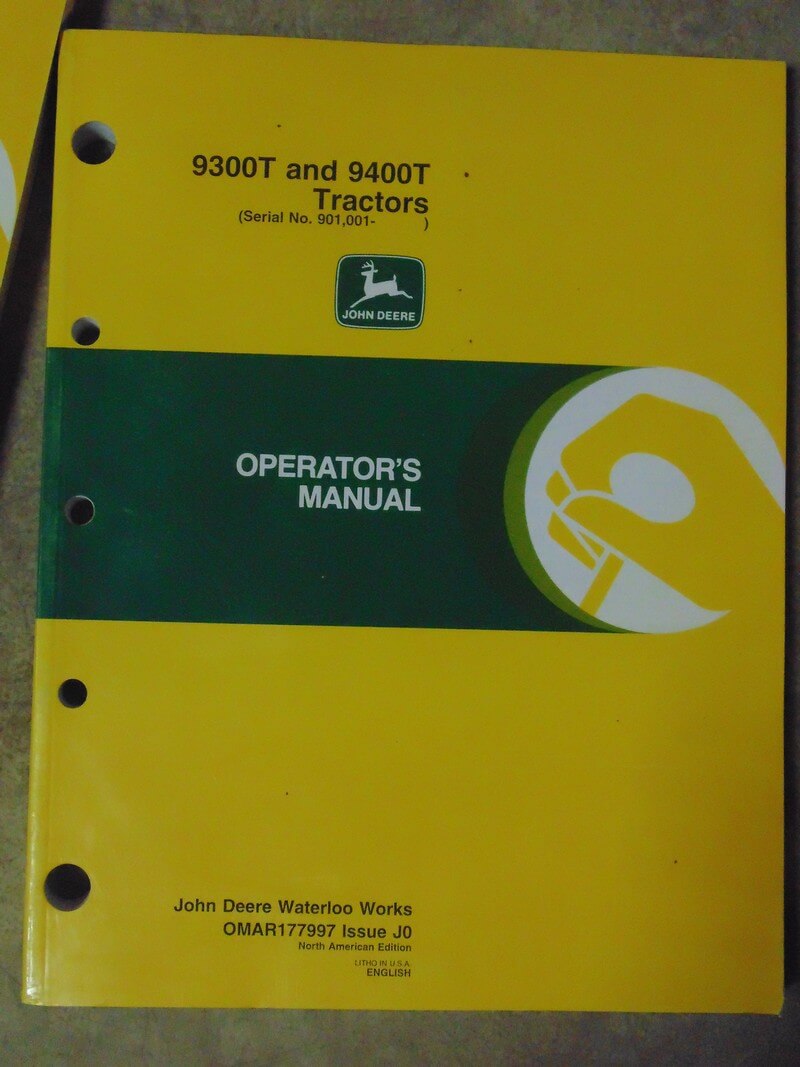 9300T and 9400T
Tractors
(Serial No. 901,001-          )
JOHN DEERE
OPERATOR'S
MANUAL
John Deere Waterloo Works
OMAR177997 Issue J0
North American Edition
LITHO IN U.S.A.
ENGLISH